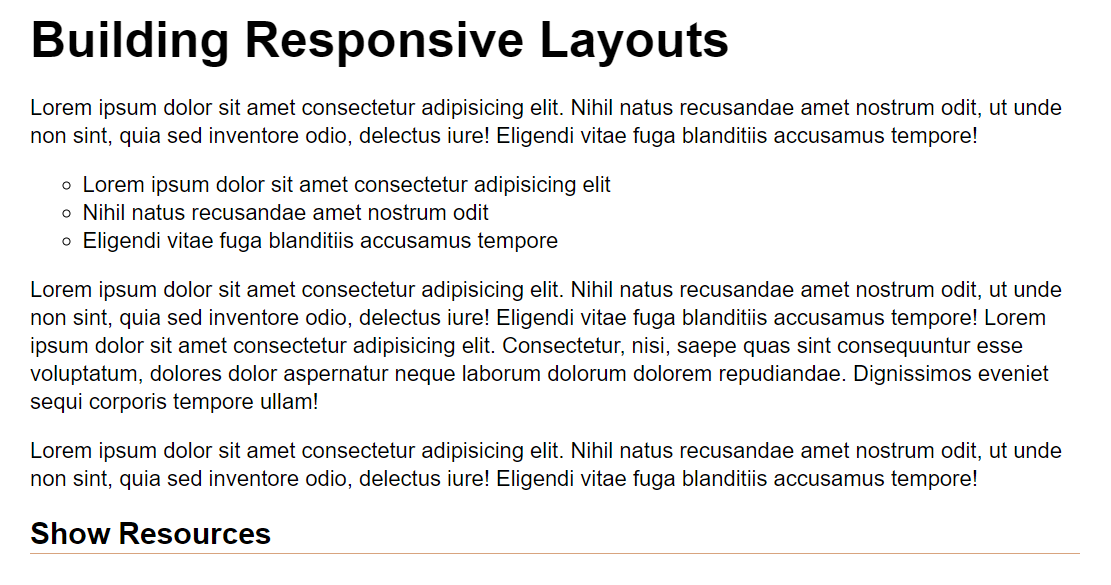 Building Responsive Layouts
Lorem ipsum dolor sit amet consectetur adipisicing elit. Nihil natus recusandae amet nostrum odit, ut unde
non sint, quia sed inventore odio, delectus iure! Eligendi vitae fuga blanditiis accusamus tempore!
Lorem ipsum dolor sit amet consectetur adipisicing elit
Nihil natus recusandae amet nostrum odit
Eligendi vitae fuga blanditiis accusamus tempore
Lorem ipsum dolor sit amet consectetur adipisicing elit. Nihil natus recusandae amet nostrum odit, ut unde
non sint, quia sed inventore odio, delectus iure! Eligendi vitae fuga blanditiis accusamus tempore! Lorem
ipsum dolor sit amet consectetur adipisicing elit. Consectetur, nisi, saepe quas sint consequuntur esse
voluptatum, dolores dolor aspernatur neque laborum dolorum dolorem repudiandae. Dignissimos eveniet
sequi corporis tempore ullam!
Lorem ipsum dolor sit amet consectetur adipisicing elit. Nihil natus recusandae amet nostrum odit, ut unde
non sint, quia sed inventore odio, delectus iure! Eligendi vitae fuga blanditiis accusamus tempore!
Show Resources